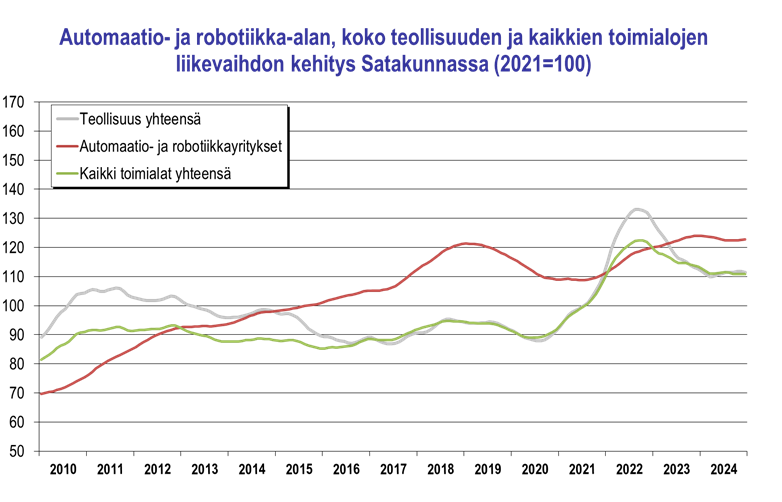 Automaatio- ja robotiikka-alan, koko teollisuuden ja kaikkien toimialojen
liikevaihdon kehitys Satakunnassa (2021=100)
170
160
150
140
130
120
110
100
90
80
70
60
50
Teollisuus yhteensä
Automaatio- ja robotiikkayritykset
Kaikki toimialat yhteensä
2010 2011 2012 2013 2014 2015 2016 2017 2018 2019 2020 2021 2022 2023 2024